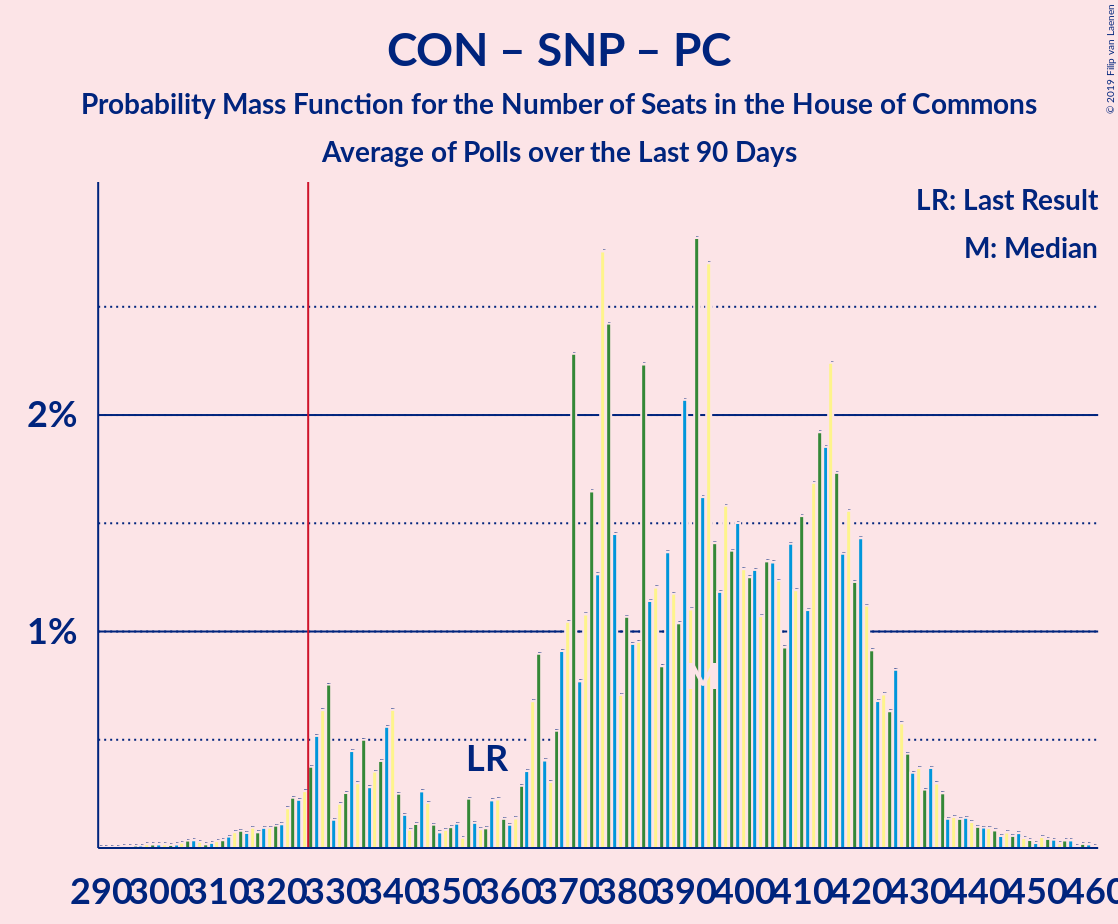 CON – SNP – PC
Probability Mass Function for the Number of Seats in the House of Commons
Average of Polls over the Last 90 Days
© 2019 Filip van Laenen
LR: Last Result
M: Median
2%
1%
LR
M
290 300 310 320 330 340 350 360 370 380 390 400 410 420 430 440 450 460